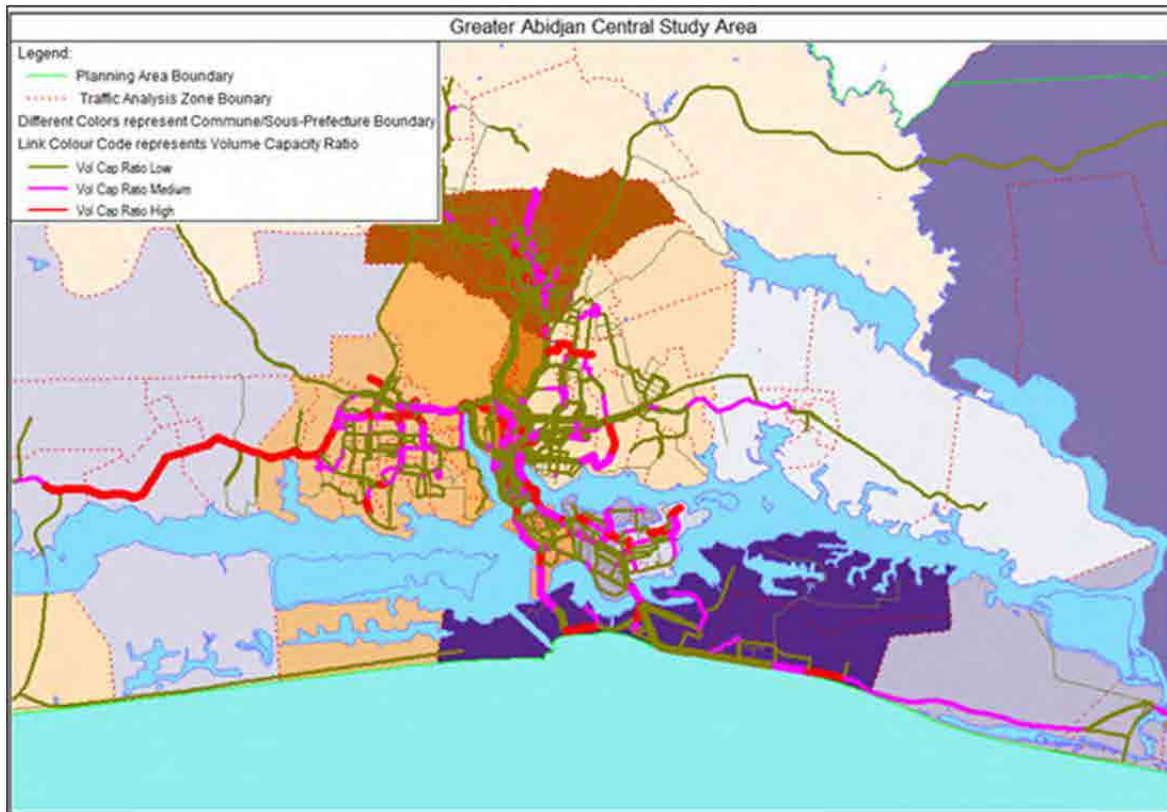 Greater Abidjan Central Study Area
Legend:
Planning Area Boundary
Traffic Analysis Zone Bounary
Different Colors represent Commune/Sous-Prefecture Boundary
Link Colour Code represents Volume Capacity Ratio
Vol Cap Ratio Low
Vol Cap Ratio Medium
Vol Cap Ratio High